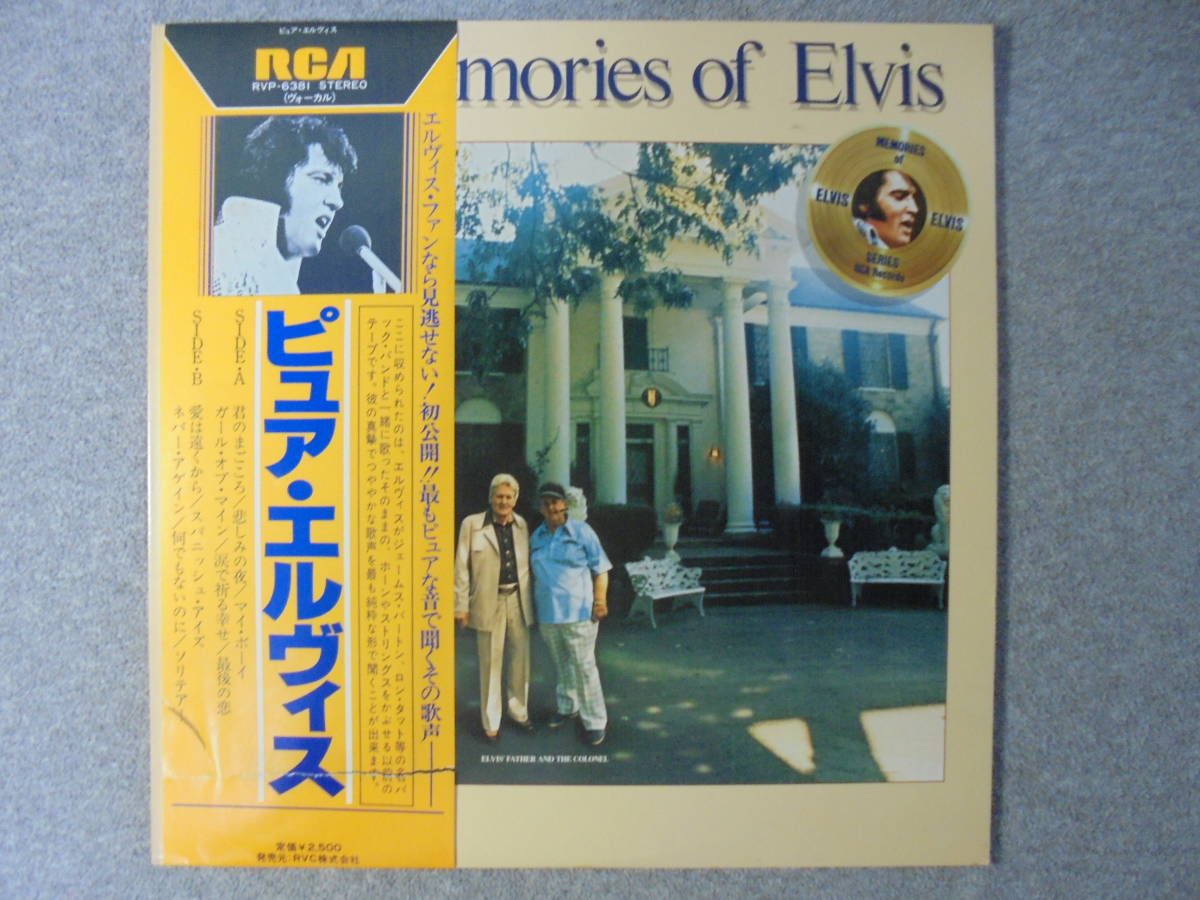 ピュア・エルヴィス
RCA
RVP-6381 STEREO
(ヴォーカル)
エルヴィス・ファンなら見逃せない!初公開!!最もピュアな音で聞くその歌声——
ピュア・エルヴィス
ここに収められたのは、エルヴィスがジェームス・バートン、ロン・タット等の名バ
ック・バンドと一緒に歌ったそのままの、ホーンやストリングスをかぶせる以前の
テープです。彼の真摯でつややかな歌声を最も純粋な形で聞くことが出来ます。
SIDE・A
君のまごころ/悲しみの夜/マイ・ボーイ
ガール・オブ・マイン/涙で祈る幸せ/最後の恋
SIDE・B
愛は遠くから/スパニッシュ・アイズ
ネバー・アゲイン/何でもないのに/ソリテア
定価¥2,500
発売元:RVC株式会社
mories of Elvis
MEMORIES
of
ELVIS
ELVIS
SERIES
RCA Records
ELVIS' FATHER AND THE COLONEL